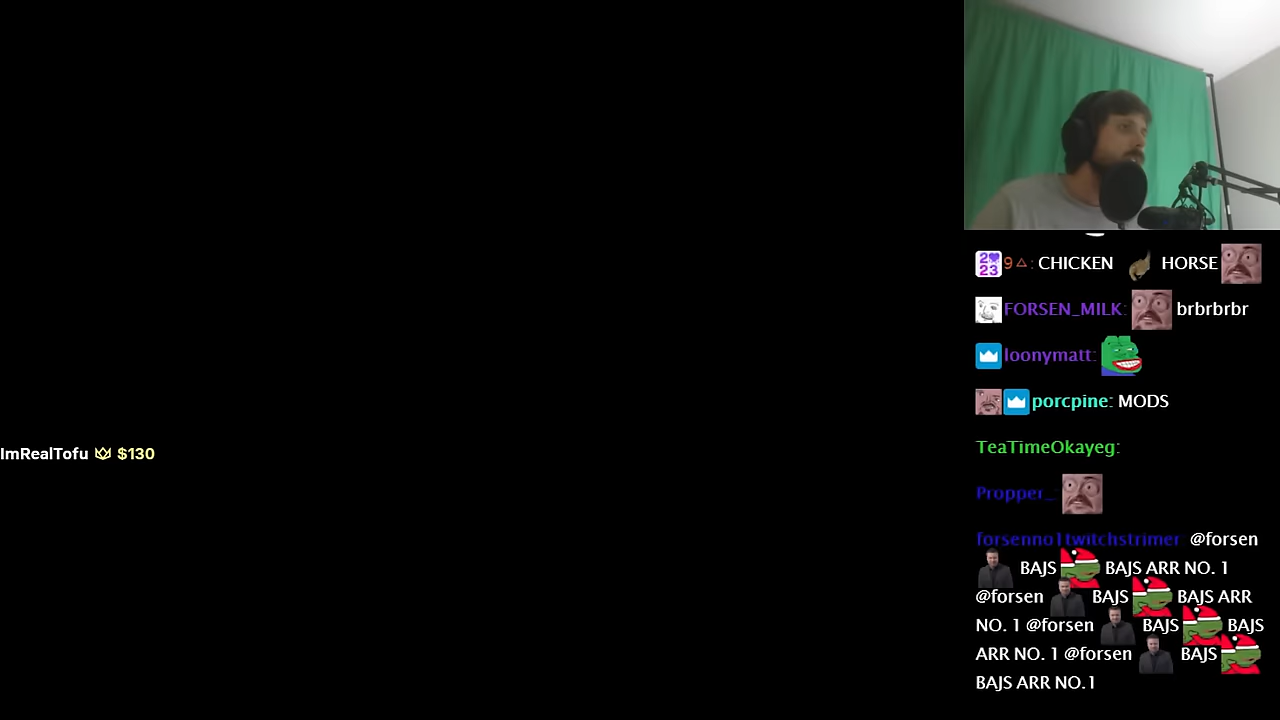 ImRealTofu $130
9△: CHICKEN HORSE
FORSEN_MILK: brbrbrbr
loonymatt:
porcpine: MODS
TeaTimeOkayeg:
Propper_:
forsenno1twitchstrimer @forsen
BAJS BAJS ARR NO. 1
@forsen BAJS BAJS ARR
NO. 1 @forsen BAJS BAJS
ARR NO. 1 @forsen BAJS
BAJS ARR NO.1